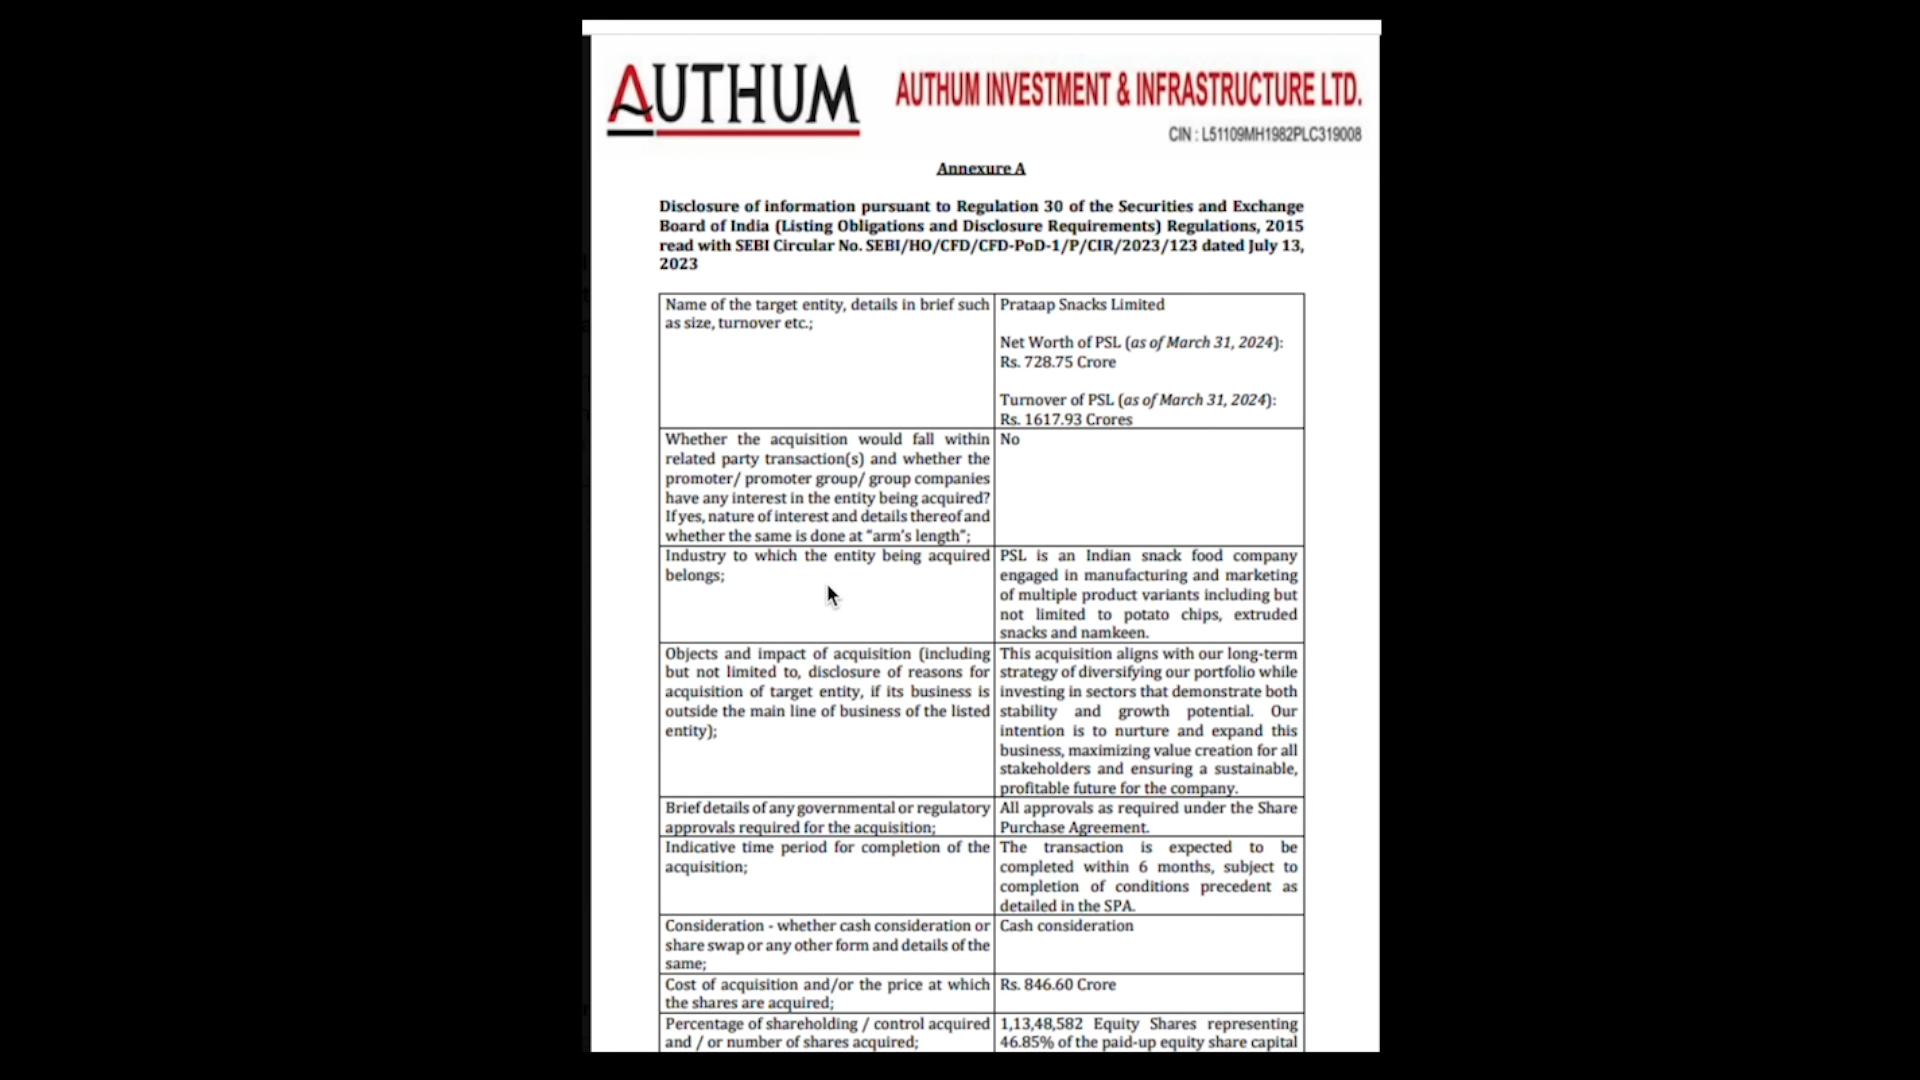 AUTHUM
AUTHUM INVESTMENT & INFRASTRUCTURE LTD.
CIN : L51109MH1982PLC319008
Annexure A
Disclosure of information pursuant to Regulation 30 of the Securities and Exchange
Board of India (Listing Obligations and Disclosure Requirements) Regulations, 2015
read with SEBI Circular No. SEBI/HO/CFD/CFD-PoD-1/P/CIR/2023/123 dated July 13,
2023
Name of the target entity, details in brief such
as size, turnover etc.;
Prataap Snacks Limited
Net Worth of PSL (as of March 31, 2024):
Rs. 728.75 Crore
Turnover of PSL (as of March 31, 2024):
Rs. 1617.93 Crores
Whether the acquisition would fall within
related party transaction(s) and whether the
promoter/ promoter group/ group companies
have any interest in the entity being acquired?
If yes, nature of interest and details thereof and
whether the same is done at “arm’s length”;
No
Industry to which the entity being acquired
belongs;
PSL is an Indian snack food company
engaged in manufacturing and marketing
of multiple product variants including but
not limited to potato chips, extruded
snacks and namkeen.
Objects and impact of acquisition (including
but not limited to, disclosure of reasons for
acquisition of target entity, if its business is
outside the main line of business of the listed
entity);
This acquisition aligns with our long-term
strategy of diversifying our portfolio while
investing in sectors that demonstrate both
stability and growth potential. Our
intention is to nurture and expand this
business, maximizing value creation for all
stakeholders and ensuring a sustainable,
profitable future for the company.
Brief details of any governmental or regulatory
approvals required for the acquisition;
All approvals as required under the Share
Purchase Agreement.
Indicative time period for completion of the
acquisition;
The transaction is expected to be
completed within 6 months, subject to
completion of conditions precedent as
detailed in the SPA.
Consideration - whether cash consideration or
share swap or any other form and details of the
same;
Cash consideration
Cost of acquisition and/or the price at which
the shares are acquired;
Rs. 846.60 Crore
Percentage of shareholding / control acquired
and / or number of shares acquired;
1,13,48,582 Equity Shares representing
46.85% of the paid-up equity share capital